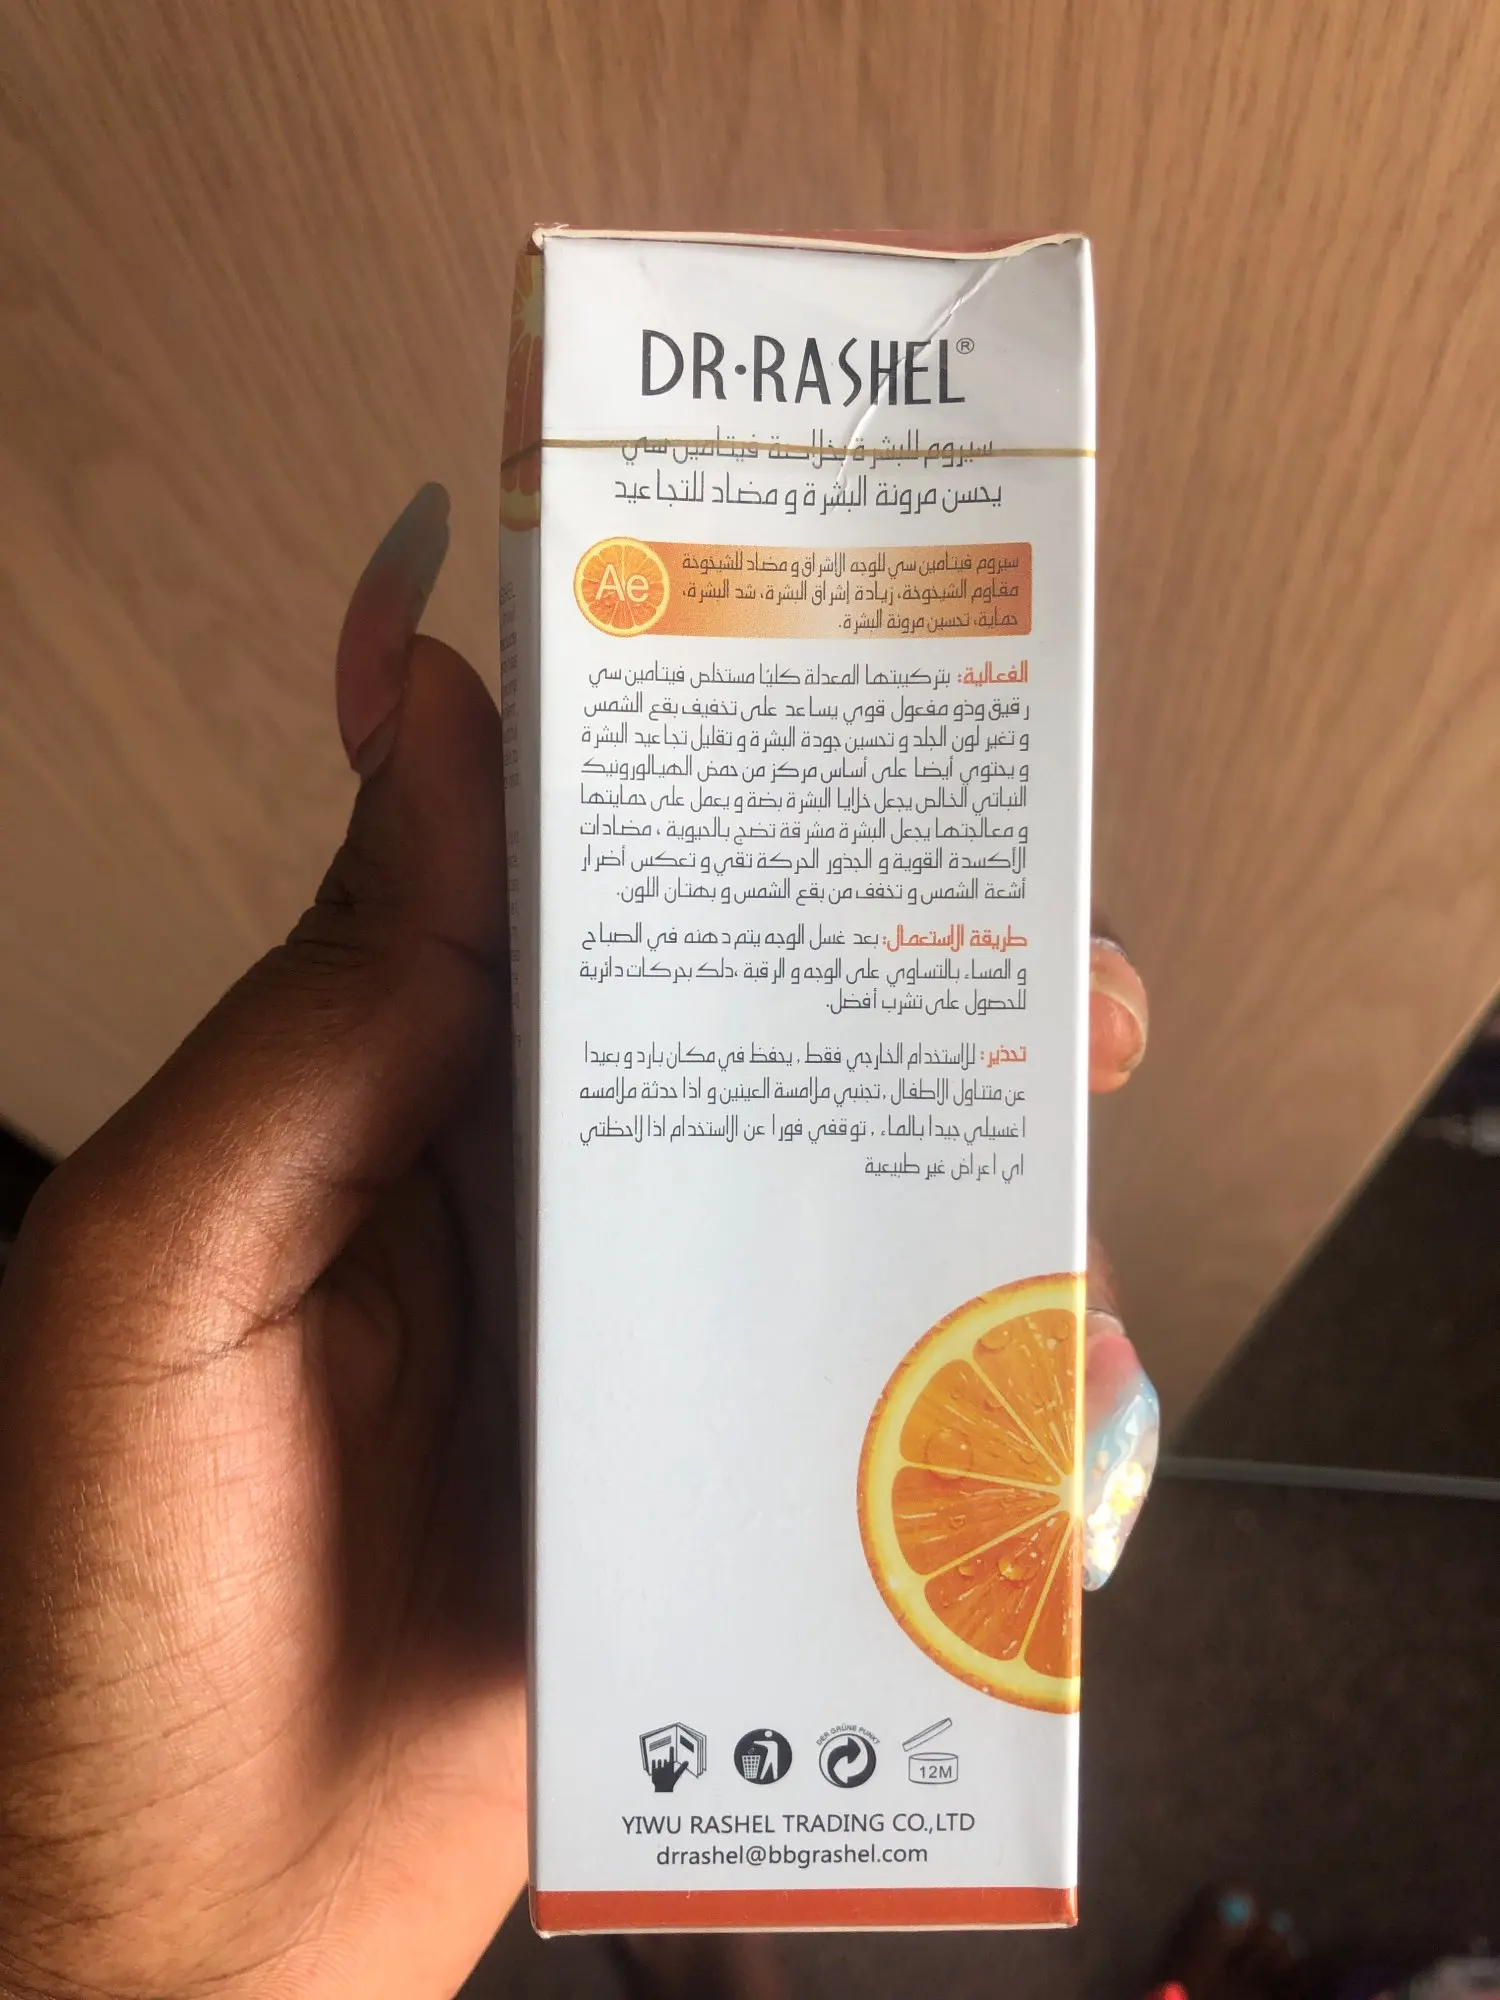 DR·RASHEL®
سيروم للبشرة بخلاصة فيتامين سي
يحسن مرونة البشرة و مضاد للتجاعيد
Ae
سيروم فيتامين سي للوجه الإشراق و مضاد للشيخوخة
مقاوم الشيخوخة، زيادة إشراق البشرة، شد البشرة،
حماية، تحسين مرونة البشرة.
الفعالية: بتركيبتها المعدلة كليًا مستخلص فيتامين سي
رقيق وذو مفعول قوي يساعد على تخفيف بقع الشمس
و تغير لون الجلد و تحسين جودة البشرة و تقليل تجاعيد البشرة
و يحتوي أيضا على أساس مركز من حمض الهيالورونيك
النباتي الخالص يجعل خلايا البشرة بضة و يعمل على حمايتها
و معالجتها يجعل البشرة مشرقة تضج بالحيوية ، مضادات
الأكسدة القوية و الجذور الحركة تقي و تعكس أضرار
أشعة الشمس و تخفف من بقع الشمس و بهتان اللون.
طريقة الإستعمال: بعد غسل الوجه يتم دهنه في الصباح
و المساء بالتساوي على الوجه و الرقبة ،دلك بحركات دائرية
للحصول على تشرب أفضل.
تحذير: للاستخدام الخارجي فقط , يحفظ في مكان بارد و بعيدا
عن متناول الاطفال ,تجنبي ملامسة العينين و اذا حدثة ملامسه
اغسيلي جيدا بالماء , توقفي فورا عن الاستخدام اذا لاحظتي
اي اعراض غير طبيعية
DER GRÜNE PUNKT
12M
YIWU RASHEL TRADING CO.,LTD
drrashel@bbgrashel.com